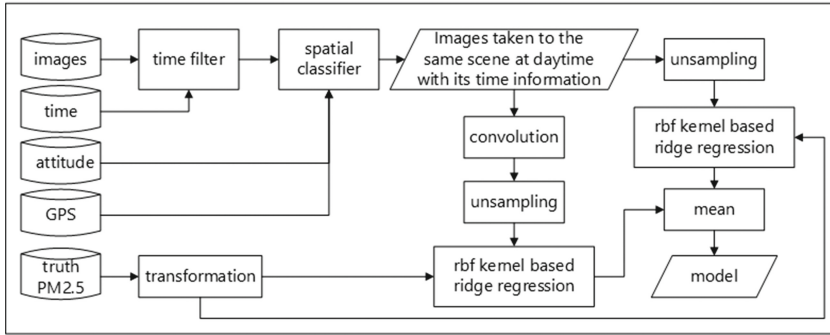 images
time filter
spatial
classifier
Images taken to the
same scene at daytime
with its time information
unsampling
time
convolution
rbf kernel based
ridge regression
attitude
unsampling
GPS
mean
truth
PM2.5
transformation
rbf kernel based
ridge regression
model